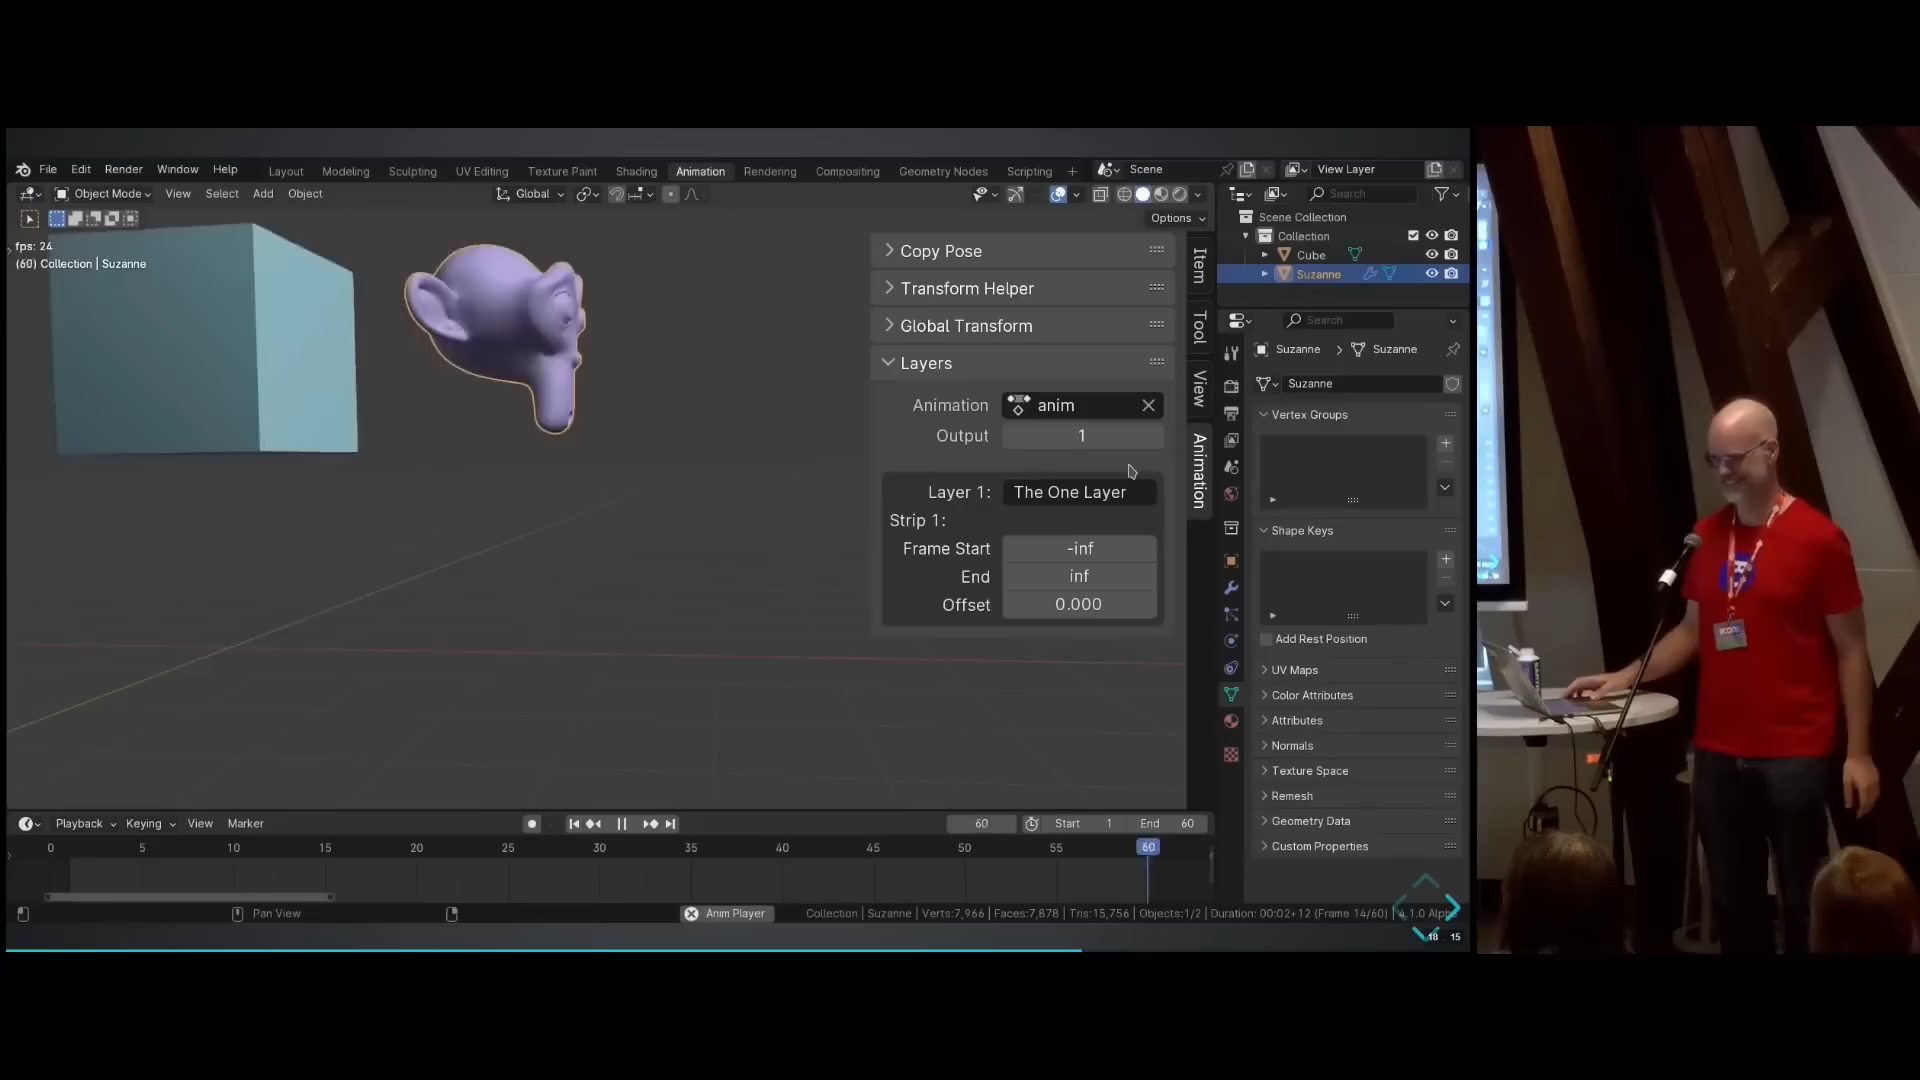 File Edit Render Window Help Layout Modeling Sculpting UV Editing Texture Paint Shading Animation Rendering Compositing Geometry Nodes Scripting + Scene View Layer
Object Mode View Select Add Object Global Search
Options
fps: 24
(60) Collection | Suzanne
Copy Pose
Transform Helper
Global Transform
Layers
Animation anim
Output 1
Layer 1: The One Layer
Strip 1:
Frame Start -inf
End inf
Offset 0.000
Item
Tool
View
Animation
Scene Collection
Collection
Cube
Suzanne
Search
Suzanne > Suzanne
Suzanne
Vertex Groups
Shape Keys
Add Rest Position
UV Maps
Color Attributes
Attributes
Normals
Texture Space
Remesh
Geometry Data
Custom Properties
Playback Keying View Marker 60 Start 1 End 60
0 5 10 15 20 25 30 35 40 45 50 55 60
Pan View Anim Player Collection | Suzanne | Verts:7,966 | Faces:7,878 | Tris:15,756 | Objects:1/2 | Duration: 00:02+12 (Frame 14/60) | 4.1.0 Alpha
18 . 15